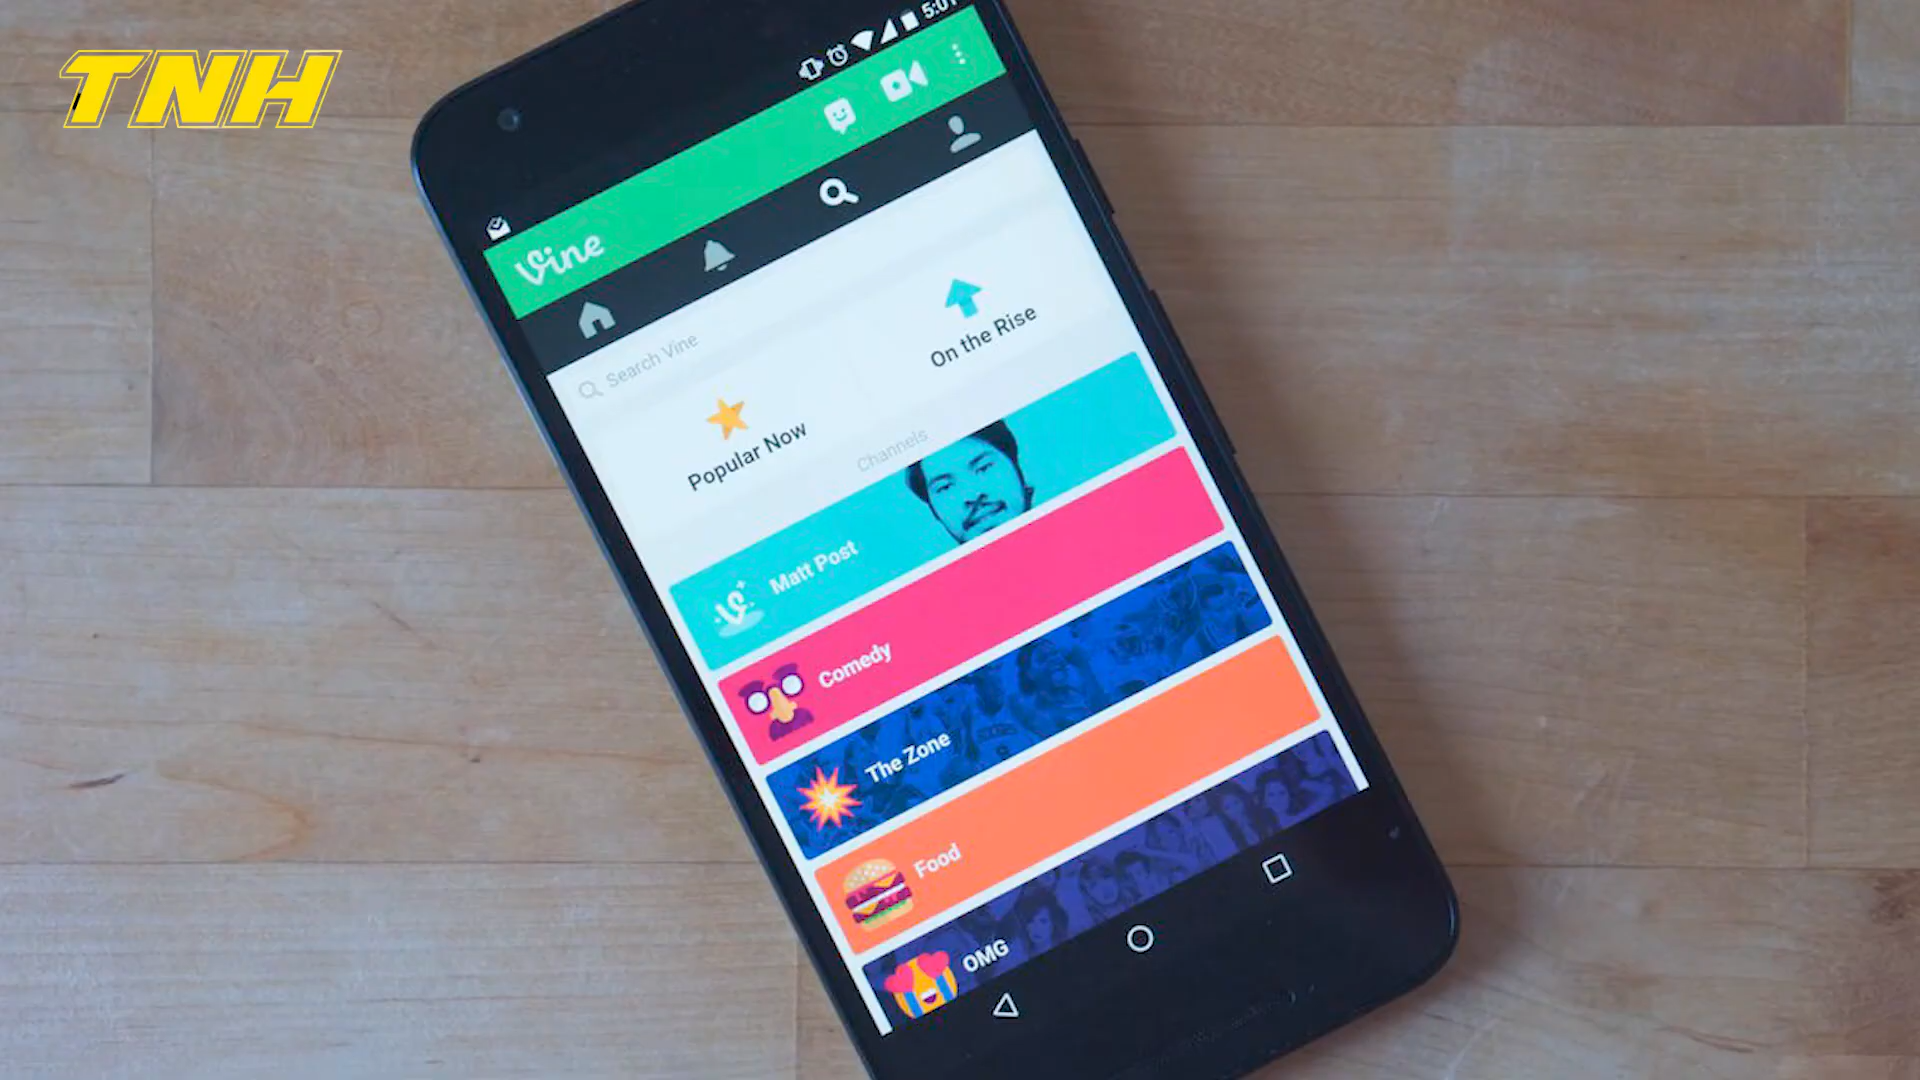 TNH
5:01
Vine
Search Vine
Popular Now
On the Rise
Channels
Matt Post
Comedy
The Zone
Food
OMG